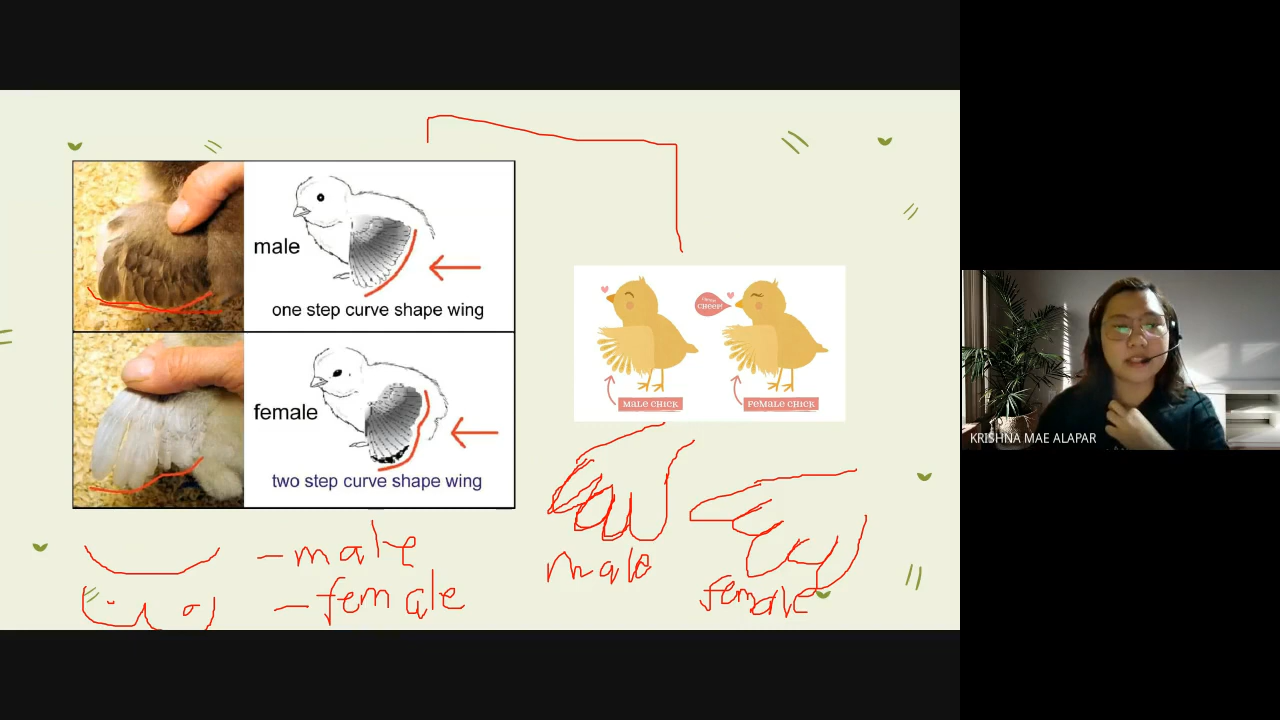 male
one step curve shape wing
female
two step curve shape wing
CHEEP!
MALE CHICK
FEMALE CHICK
- male
- female
male
female
KRISHNA MAE ALAPAR